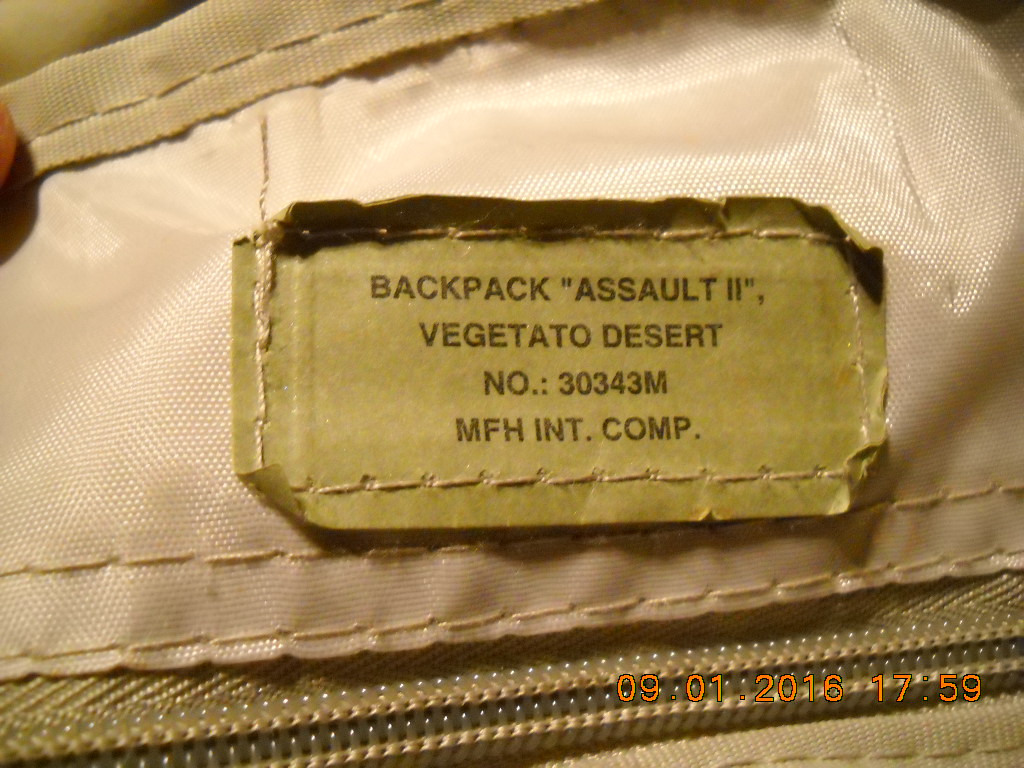 BACKPACK "ASSAULT II",
VEGETATO DESERT
NO.: 30343M
MFH INT. COMP.
09.01.2016 17:59